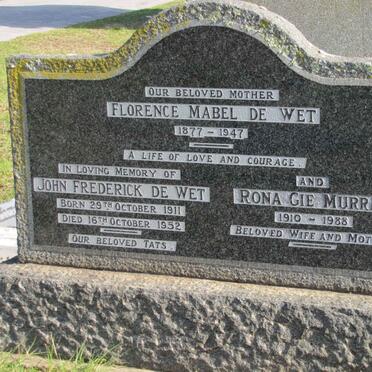 OUR BELOVED MOTHER
FLORENCE MABEL DE WET
1877 - 1947
A LIFE OF LOVE AND COURAGE.
IN LOVING MEMORY OF
JOHN FREDERICK DE WET
BORN 29TH OCTOBER 1911
DIED 16TH OCTOBER 1952
OUR BELOVED TATS.
AND
RONA GIE MURR
1910 - 1988
BELOVED WIFE AND MOT